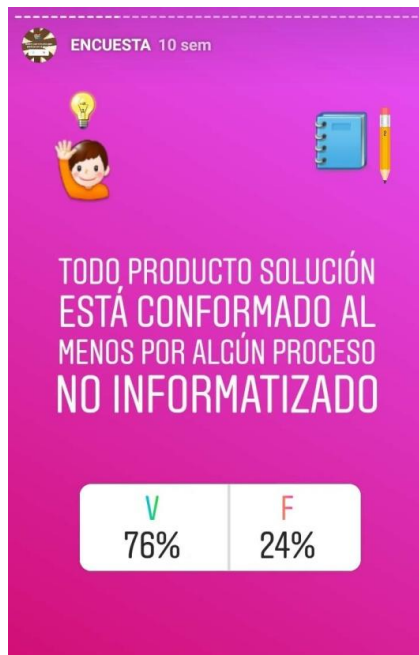 ENCUESTA 10 sem
TODO PRODUCTO SOLUCIÓN
ESTÁ CONFORMADO AL
MENOS POR ALGÚN PROCESO
NO INFORMATIZADO
V F
76% 24%